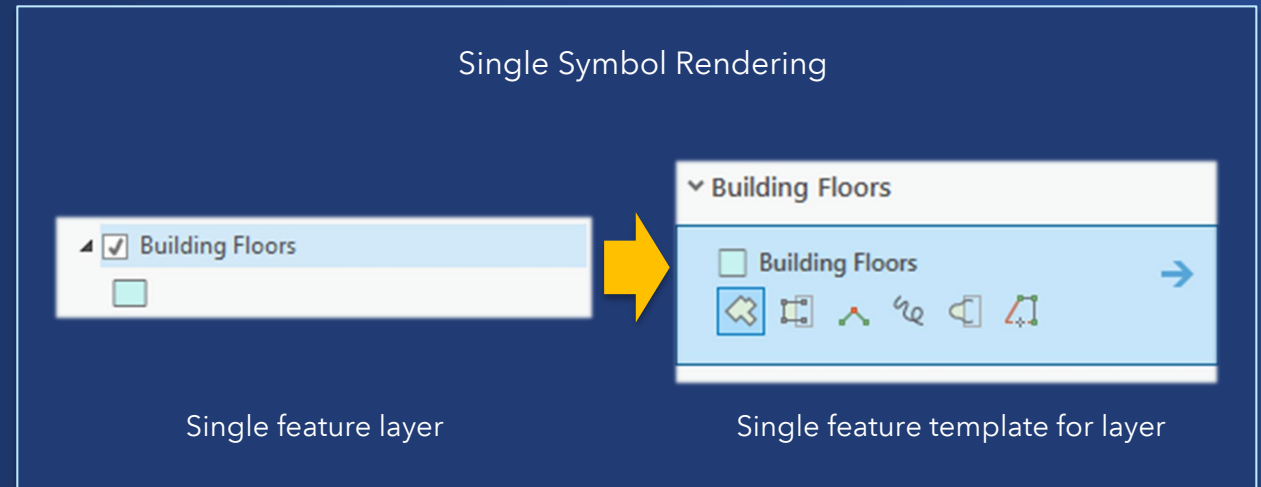 Single Symbol Rendering
Building Floors
Building Floors
Building Floors
Single feature layer
Single feature template for layer